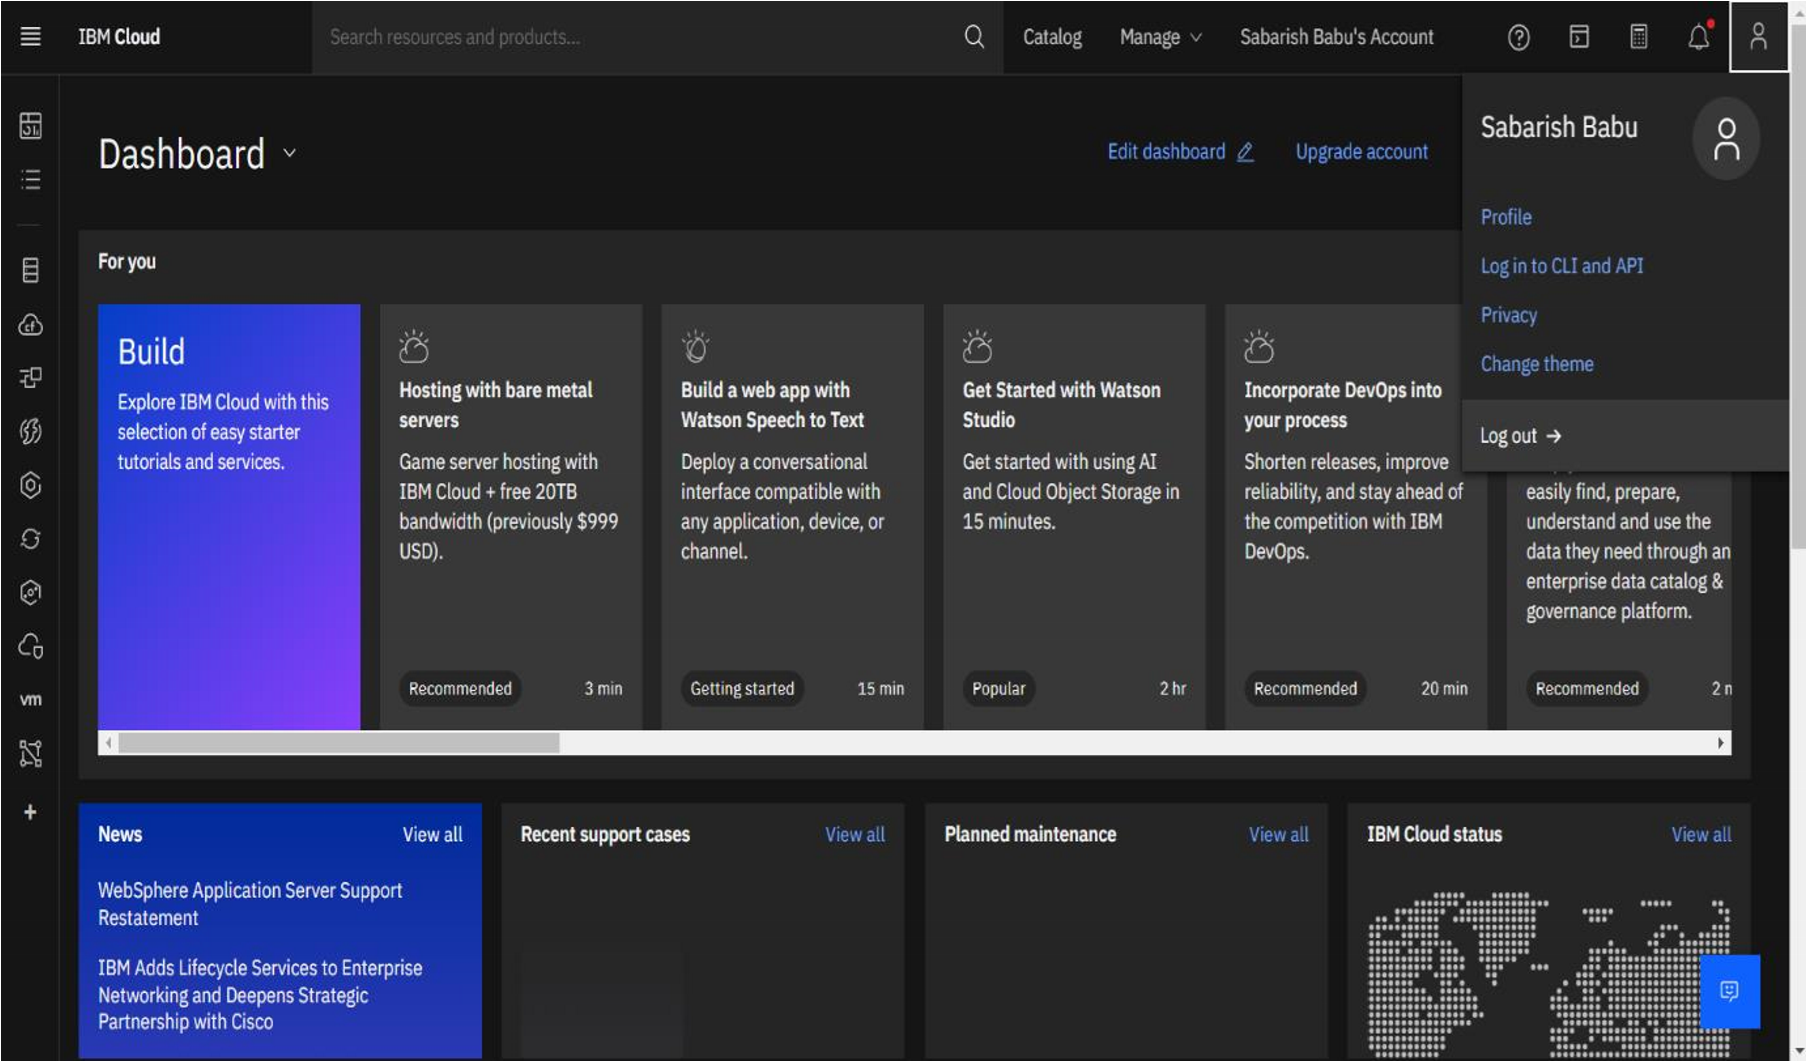 IBM Cloud
Search resources and products...
Catalog
Manage
Sabarish Babu's Account
Dashboard
Edit dashboard
Upgrade account
Sabarish Babu
Profile
Log in to CLI and API
Privacy
Change theme
Log out →
For you
Build
Explore IBM Cloud with this
selection of easy starter
tutorials and services.
Hosting with bare metal
servers
Game server hosting with
IBM Cloud + free 20TB
bandwidth (previously $999
USD).
Recommended
3 min
Build a web app with
Watson Speech to Text
Deploy a conversational
interface compatible with
any application, device, or
channel.
Getting started
15 min
Get Started with Watson
Studio
Get started with using AI
and Cloud Object Storage in
15 minutes.
Popular
2 hr
Incorporate DevOps into
your process
Shorten releases, improve
reliability, and stay ahead of
the competition with IBM
DevOps.
Recommended
20 min
easily find, prepare,
understand and use the
data they need through an
enterprise data catalog &
governance platform.
Recommended
cf
vm
News
View all
WebSphere Application Server Support
Restatement
IBM Adds Lifecycle Services to Enterprise
Networking and Deepens Strategic
Partnership with Cisco
Recent support cases
View all
Planned maintenance
View all
IBM Cloud status
View all